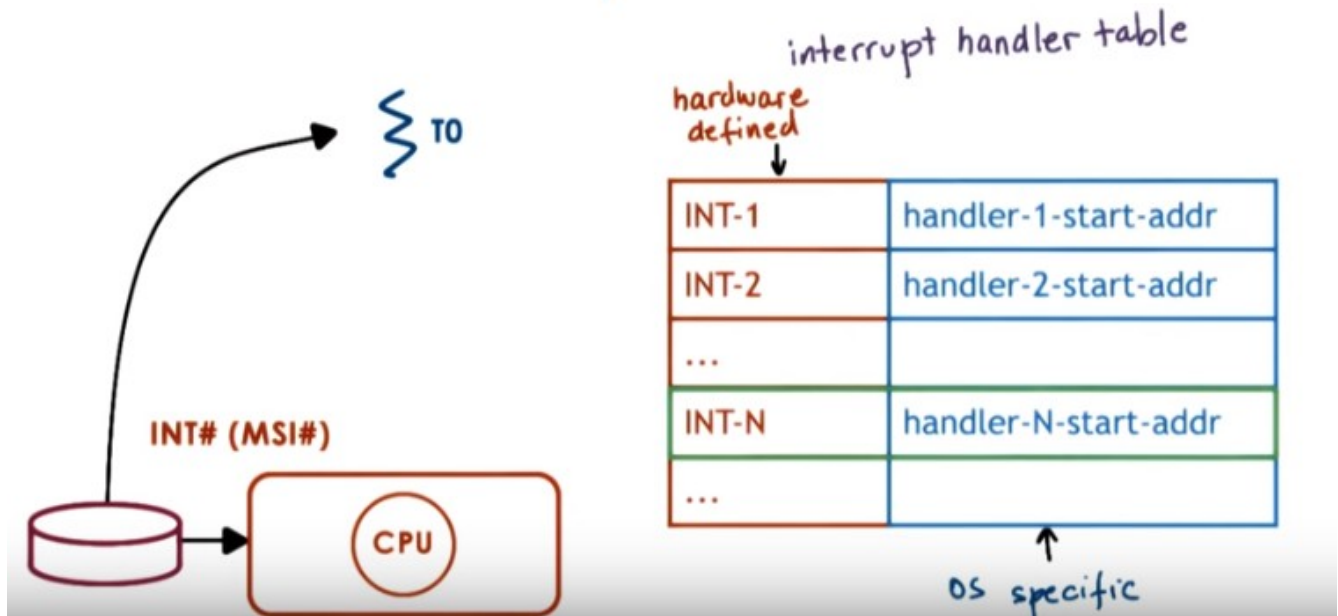 interrupt handler table
hardware
defined
TO
INT-1 handler-1-start-addr
INT-2 handler-2-start-addr
...
INT-N handler-N-start-addr
...
INT# (MSI#)
CPU
OS specific